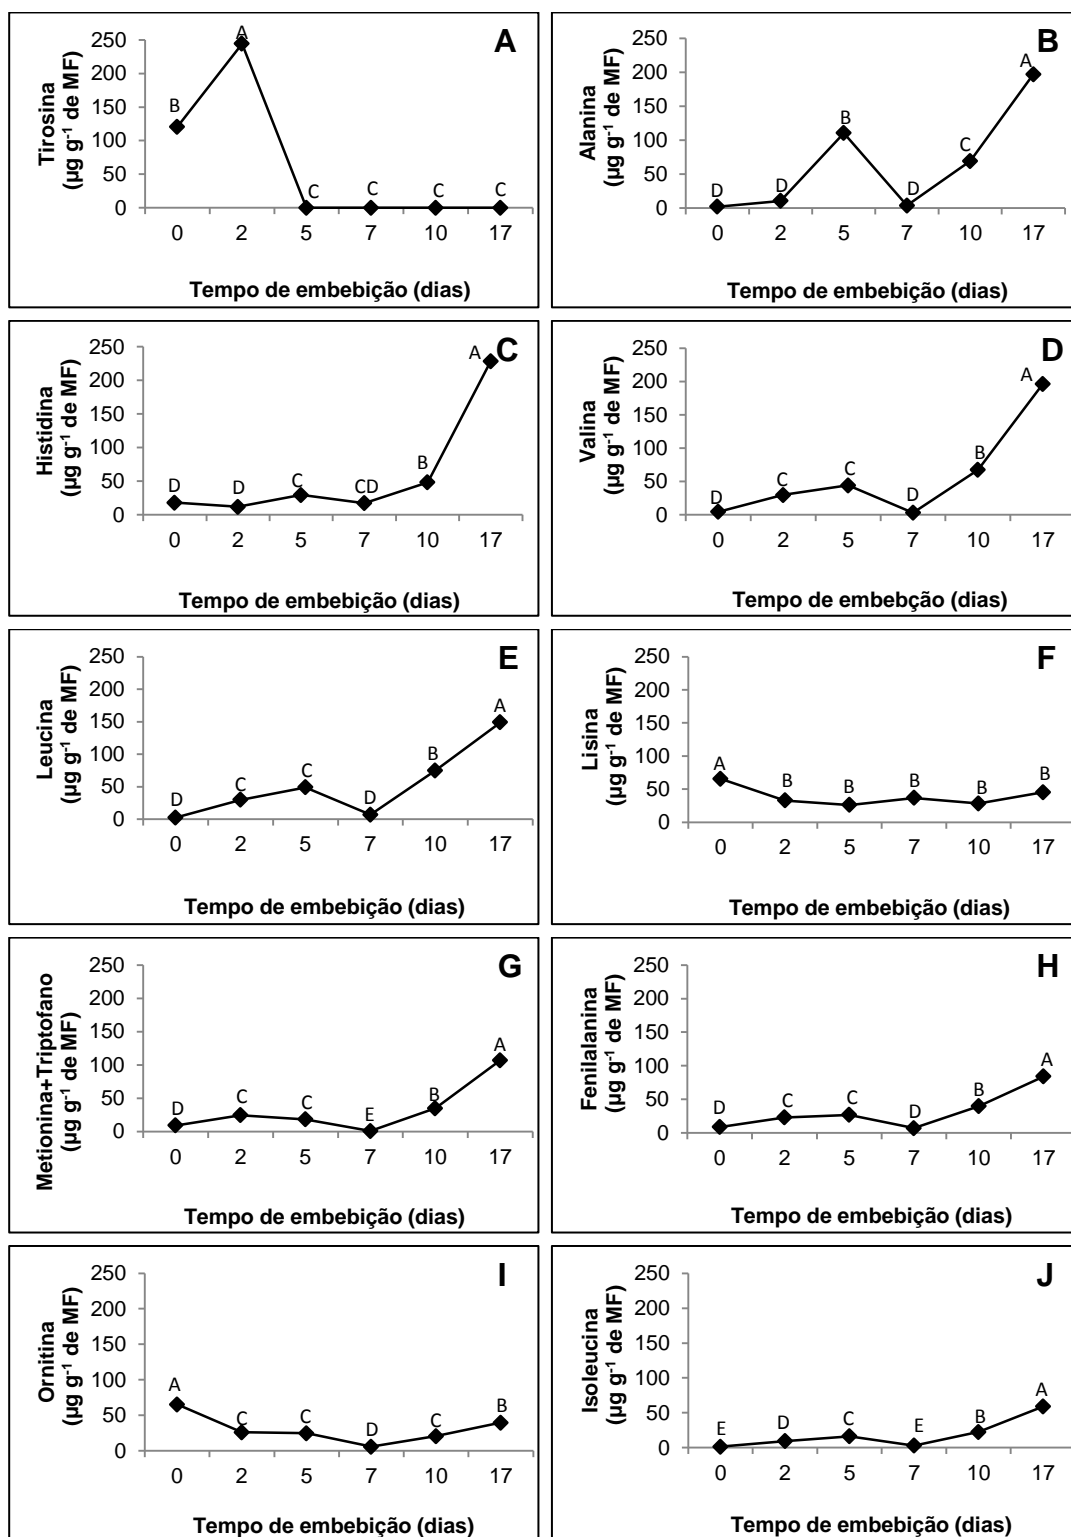 A
Tirosina
(µg g-1 de MF)
250
200
150
100
50
0
B
A
C
C
C
C
0 2 5 7 10 17
Tempo de embebição (dias)
B
Alanina
(µg g-1 de MF)
250
200
150
100
50
0
D
D
B
D
C
A
0 2 5 7 10 17
Tempo de embebição (dias)
C
Histidina
(µg g-1 de MF)
250
200
150
100
50
0
D
D
C
CD
B
A
0 2 5 7 10 17
Tempo de embebição (dias)
D
Valina
(µg g-1 de MF)
250
200
150
100
50
0
D
C
C
D
B
A
0 2 5 7 10 17
Tempo de embebção (dias)
E
Leucina
(µg g-1 de MF)
250
200
150
100
50
0
D
C
C
D
B
A
0 2 5 7 10 17
Tempo de embebição (dias)
F
Lisina
(µg g-1 de MF)
250
200
150
100
50
0
A
B
B
B
B
B
0 2 5 7 10 17
Tempo de embebição (dias)
G
Metionina+Triptofano
(µg g-1 de MF)
250
200
150
100
50
0
D
C
C
E
B
A
0 2 5 7 10 17
Tempo de embebição (dias)
H
Fenilalanina
(µg g-1 de MF)
250
200
150
100
50
0
D
C
C
D
B
A
0 2 5 7 10 17
Tempo de embebição (dias)
I
Ornitina
(µg g-1 de MF)
250
200
150
100
50
0
A
C
C
D
C
B
0 2 5 7 10 17
Tempo de embebição (dias)
J
Isoleucina
(µg g-1 de MF)
250
200
150
100
50
0
E
D
C
E
B
A
0 2 5 7 10 17
Tempo de embebição (dias)